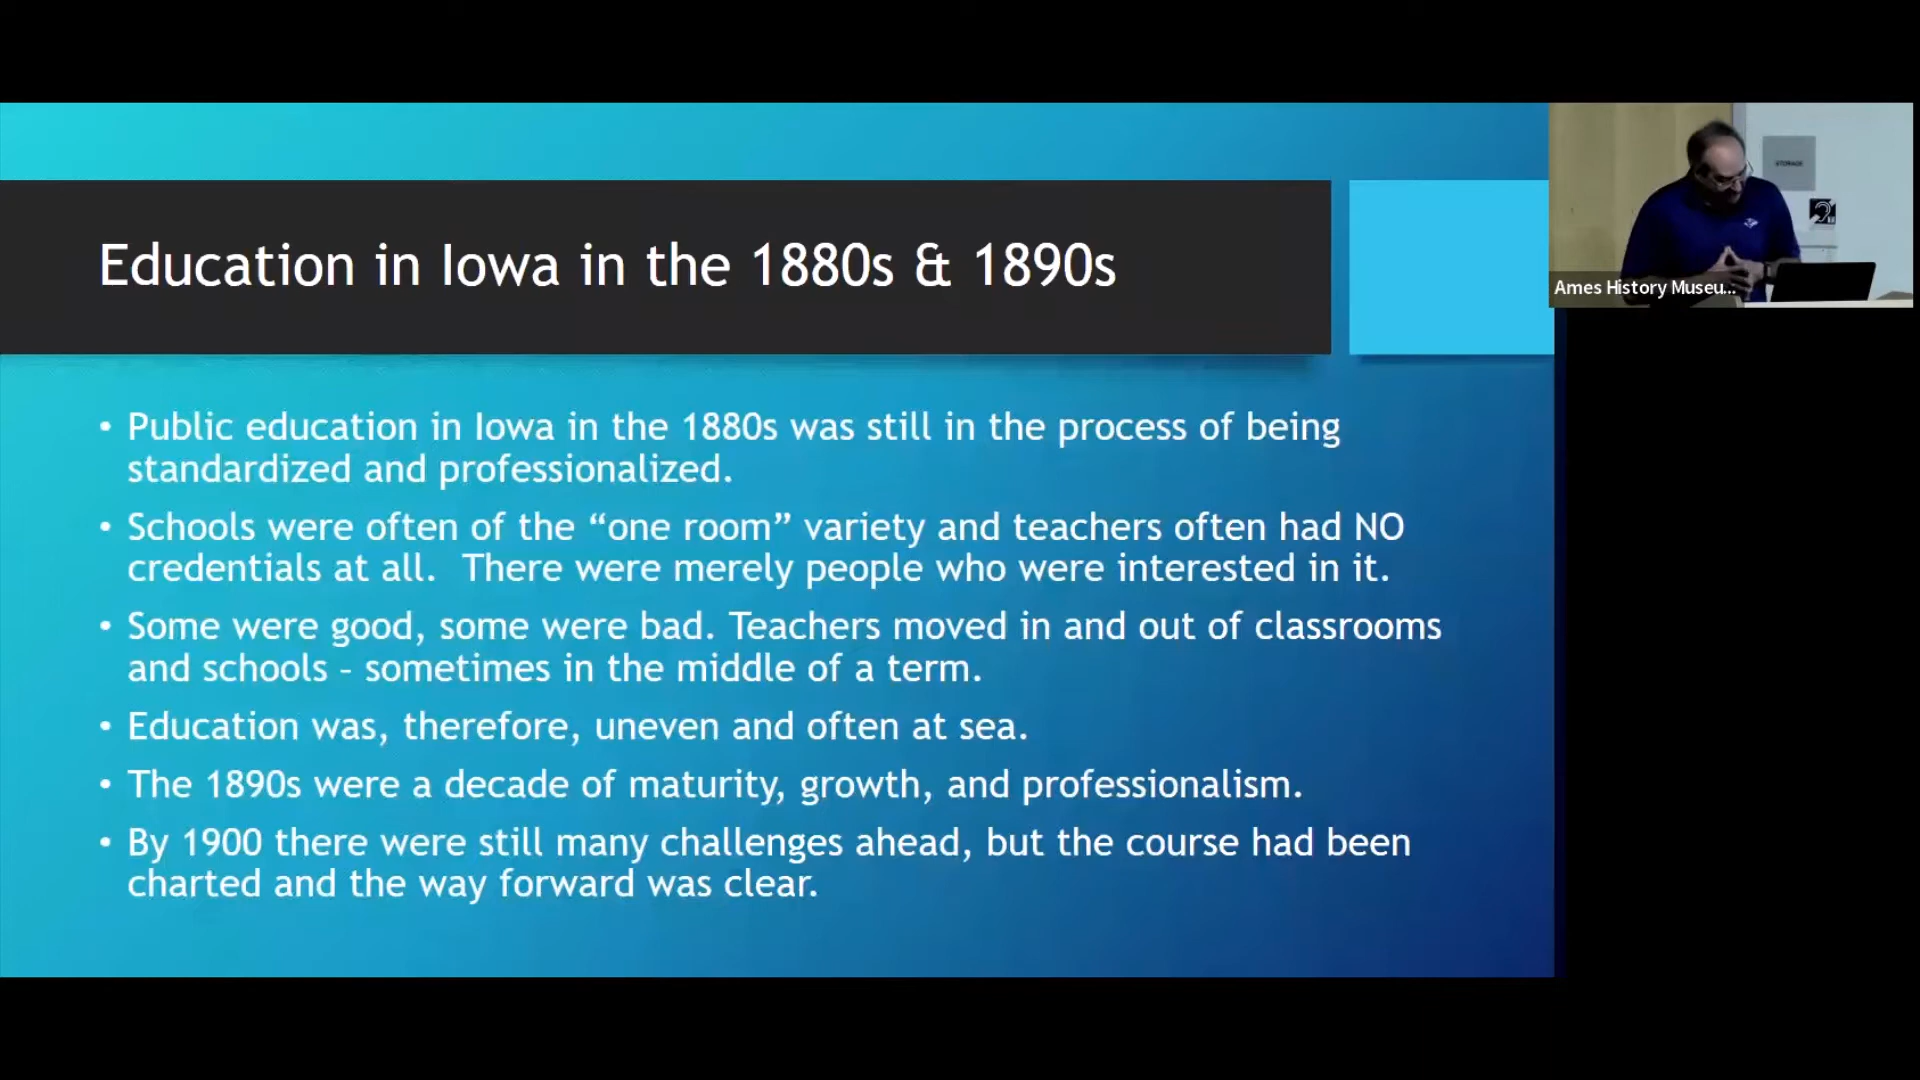 Education in Iowa in the 1880s & 1890s
STORAGE
Ames History Museu...
• Public education in Iowa in the 1880s was still in the process of being
standardized and professionalized.
• Schools were often of the “one room” variety and teachers often had NO
credentials at all.  There were merely people who were interested in it.
• Some were good, some were bad. Teachers moved in and out of classrooms
and schools – sometimes in the middle of a term.
• Education was, therefore, uneven and often at sea.
• The 1890s were a decade of maturity, growth, and professionalism.
• By 1900 there were still many challenges ahead, but the course had been
charted and the way forward was clear.